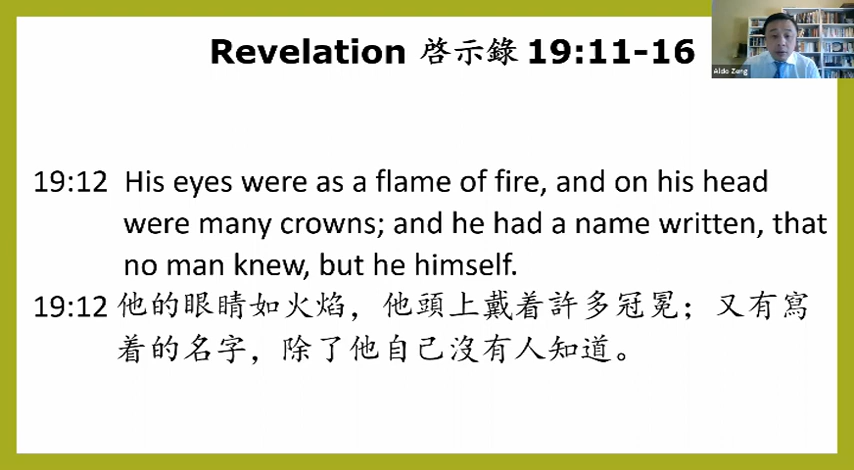 Revelation 啓示錄 19:11-16
Aldo Zeng
19:12 His eyes were as a flame of fire, and on his head
were many crowns; and he had a name written, that
no man knew, but he himself.
19:12 他的眼睛如火焰，他頭上戴着許多冠冕；又有寫
着的名字，除了他自己沒有人知道。